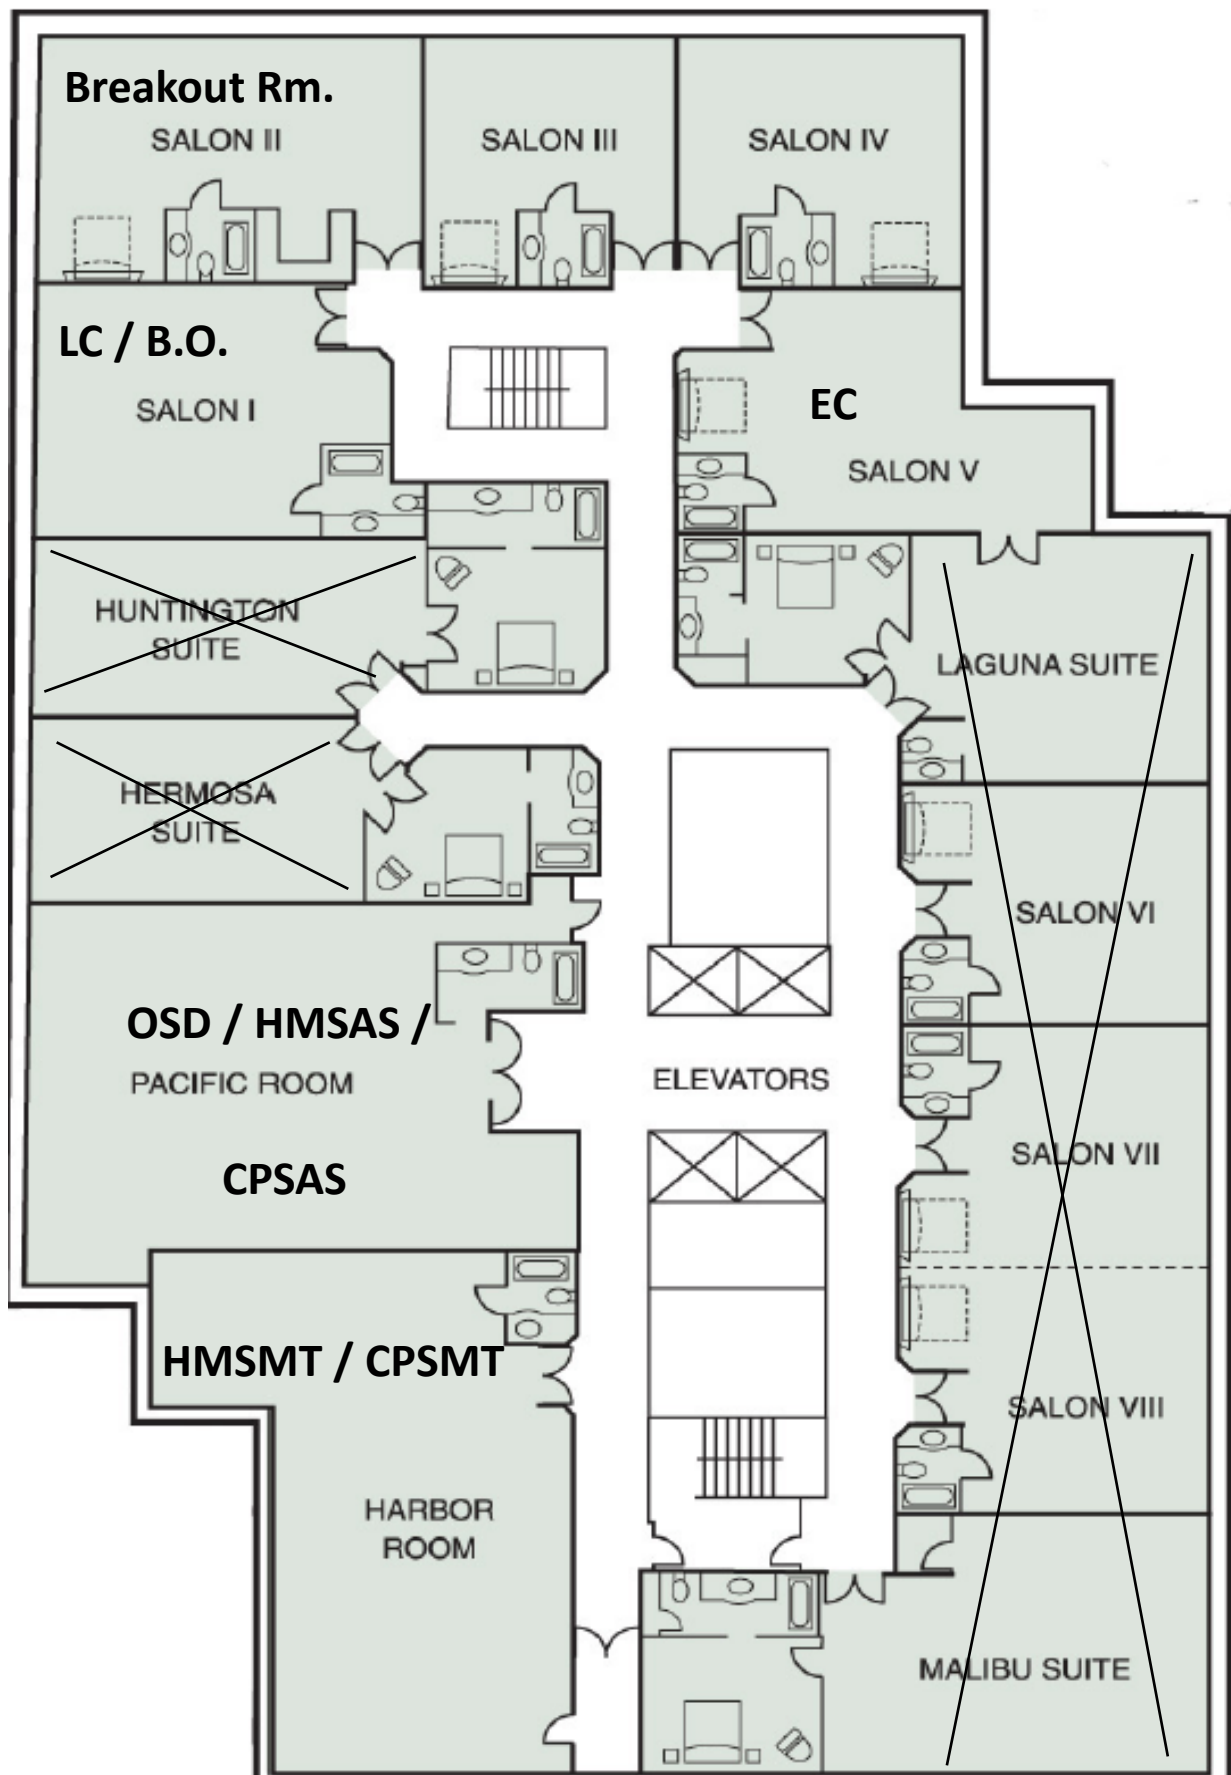 Breakout Rm.
SALON II
SALON III
SALON IV
LC / B.O.
SALON I
EC
SALON V
HUNTINGTON
SUITE
LAGUNA SUITE
HERMOSA
SUITE
SALON VI
OSD / HMSAS /
PACIFIC ROOM
ELEVATORS
CPSAS
SALON VII
HMSMT / CPSMT
SALON VIII
HARBOR
ROOM
MALIBU SUITE